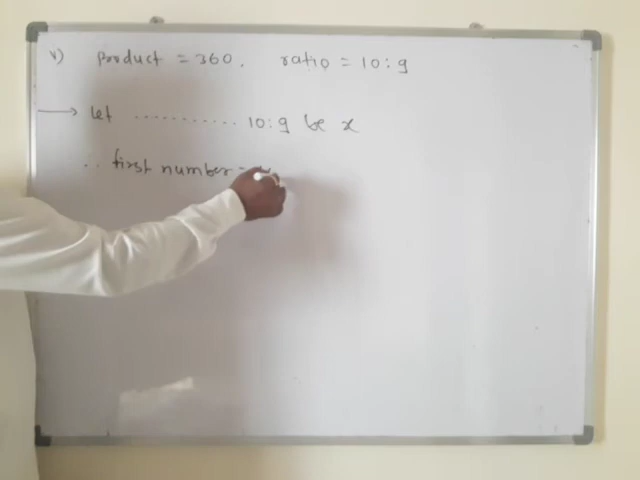 v) Product = 360. ratio = 10:9
→ let ........... 10:9 be x
∴ first number =